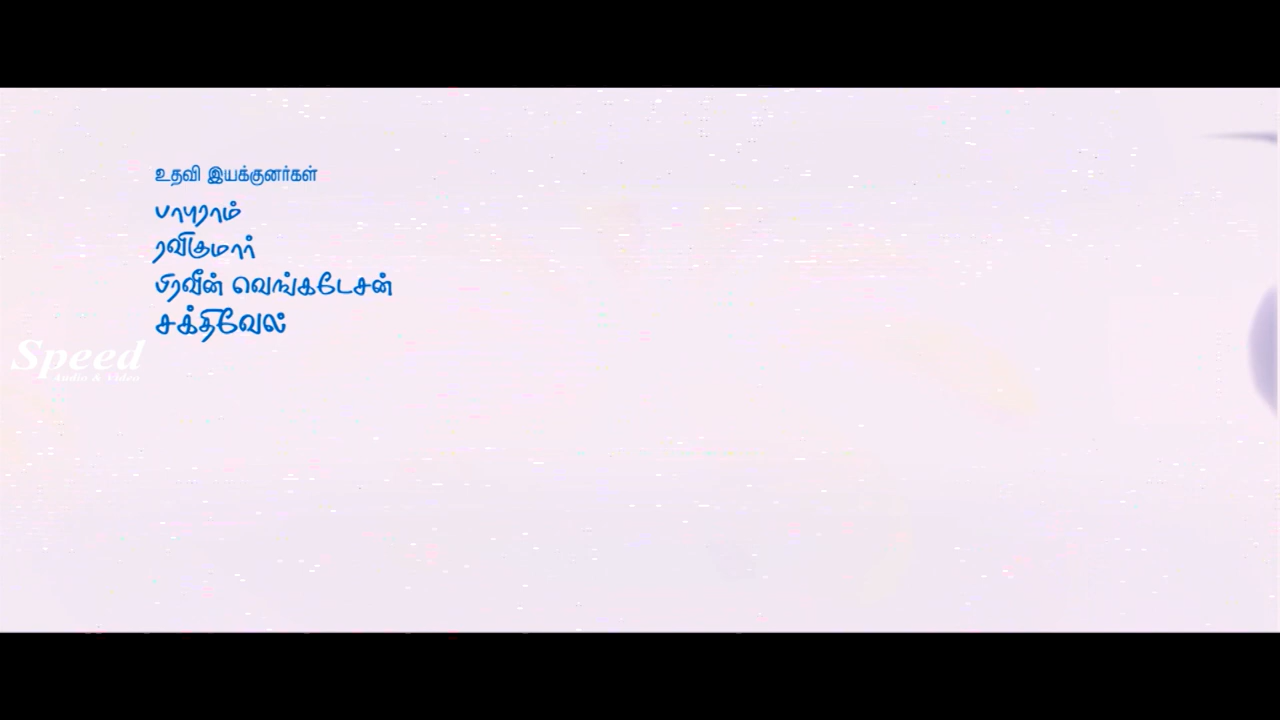 உதவி இயக்குனர்கள்
பாபுராம்
ரவிகுமார்
பிரவீன் வெங்கடேசன்
சக்திவேல்
Speed
Audio & Video